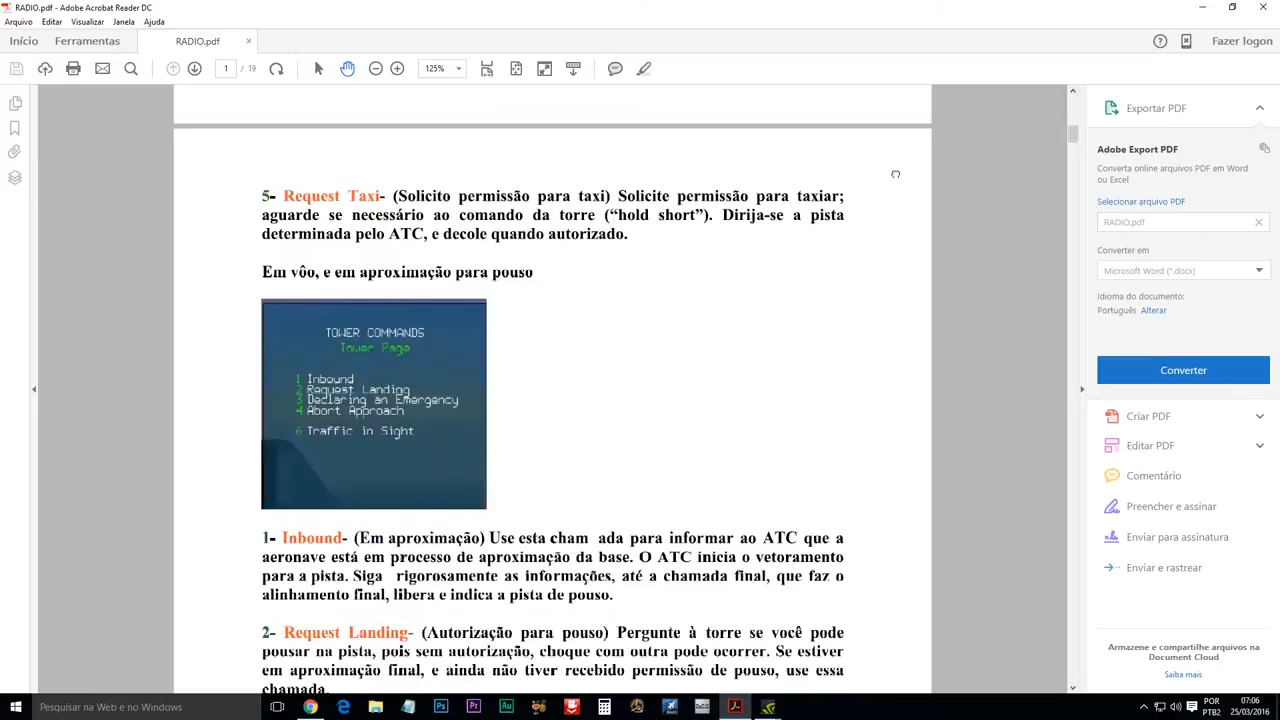 RADIO.pdf - Adobe Acrobat Reader DC
Arquivo Editar Visualizar Janela Ajuda
Início Ferramentas RADIO.pdf Fazer logon
1 / 19 125%
5- Request Taxi- (Solicito permissão para taxi) Solicite permissão para taxiar;
aguarde se necessário ao comando da torre (“hold short”). Dirija-se a pista
determinada pelo ATC, e decole quando autorizado.
Em vôo, e em aproximação para pouso
TOWER COMMANDS
Tower Page
1 Inbound
2 Request Landing
3 Declaring an Emergency
4 Abort Approach
6 Traffic in Sight
1- Inbound- (Em aproximação) Use esta cham ada para informar ao ATC que a
aeronave está em processo de aproximação da base. O ATC inicia o vetoramento
para a pista. Siga rigorosamente as informações, até a chamada final, que faz o
alinhamento final, libera e indica a pista de pouso.
2- Request Landing- (Autorização para pouso) Pergunte à torre se você pode
pousar na pista, pois sem autorização, choque com outra pode ocorrer. Se estiver
em aproximação final, e ainda não tiver recebido permissão de pouso, use essa
chamada.
Exportar PDF
Adobe Export PDF
Converta online arquivos PDF em Word
ou Excel
Selecionar arquivo PDF
RADIO.pdf
Converter em
Microsoft Word (*.docx)
Idioma do documento:
Português Alterar
Converter
Criar PDF
Editar PDF
Comentário
Preencher e assinar
Enviar para assinatura
Enviar e rastrear
Armazene e compartilhe arquivos na
Document Cloud
Saiba mais
Pesquisar na Web e no Windows
Ps Pr Au
POR
PTB2
07:06
25/03/2016